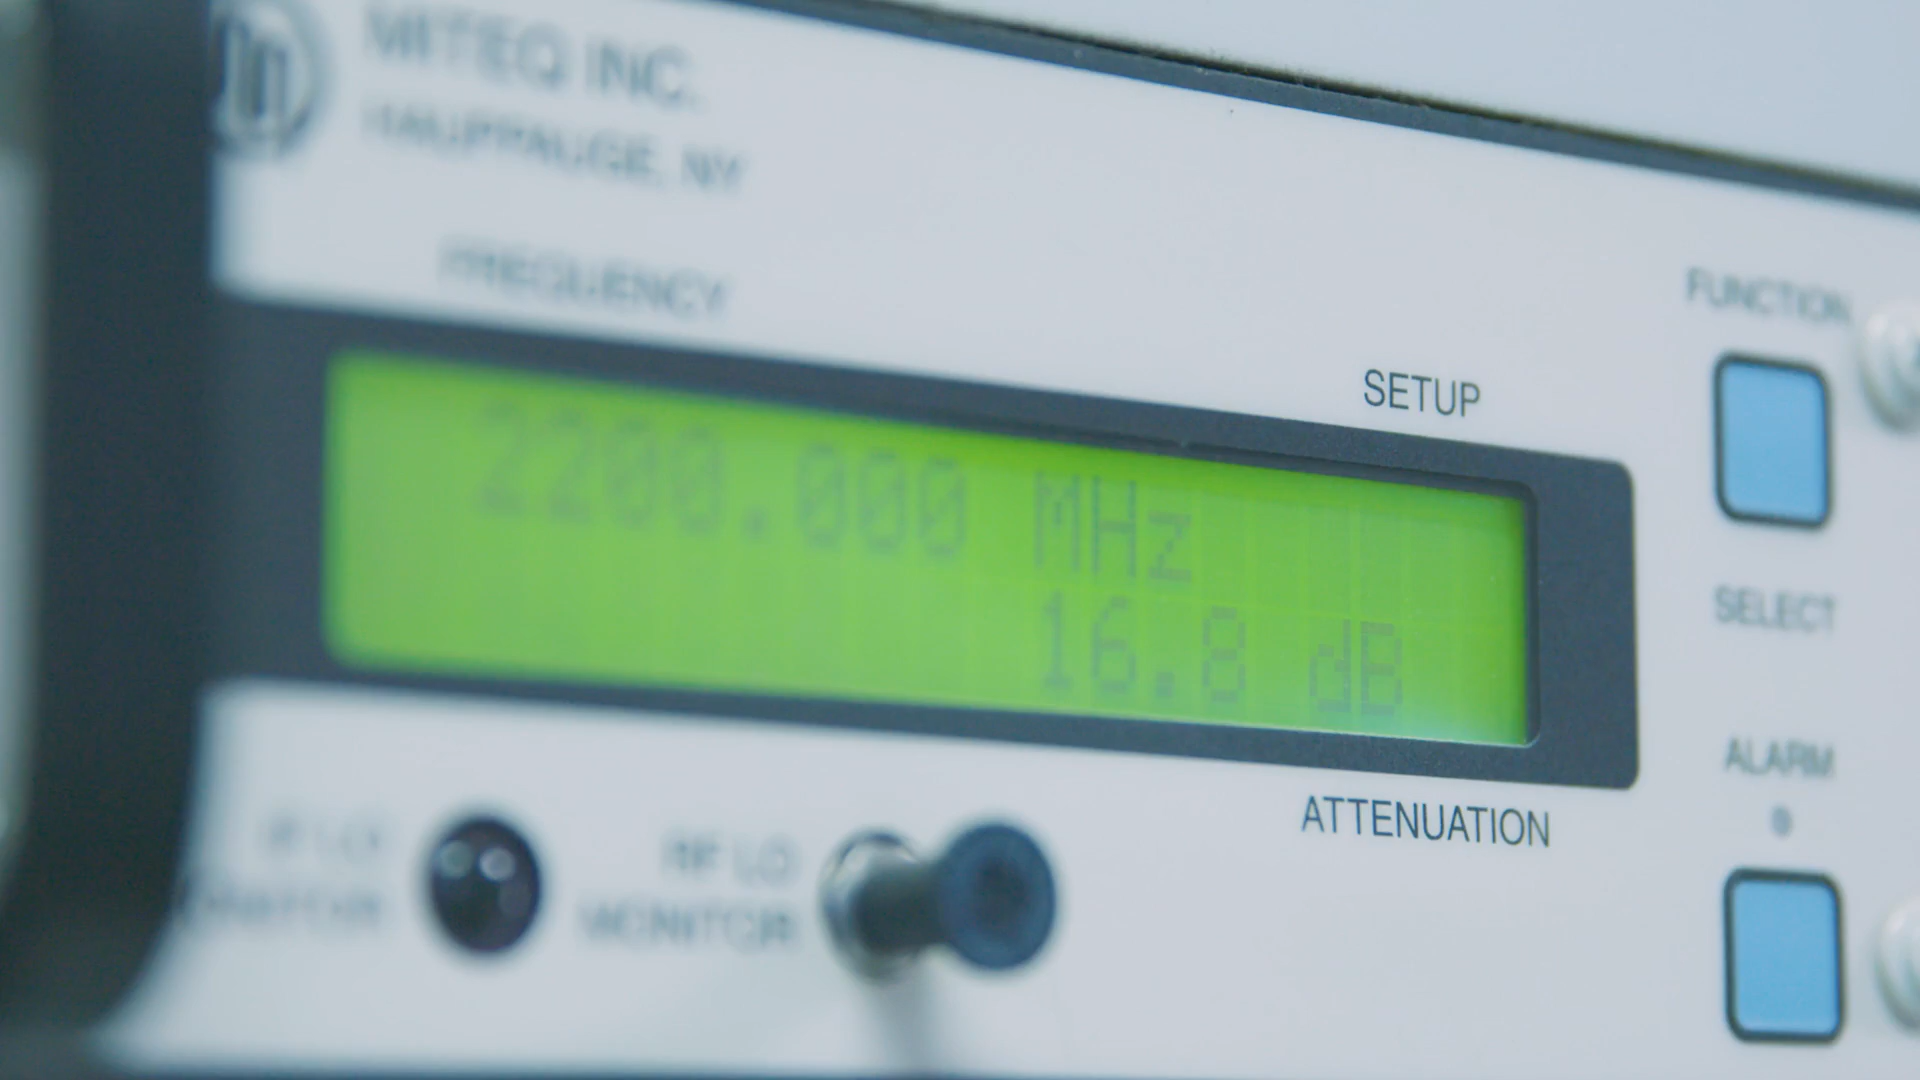 MITEQ INC.
HAUPPAUGE, NY
FREQUENCY
SETUP
FUNCTION
2200.000 MHz
16.8 dB
SELECT
ALARM
ATTENUATION
RF LO
MONITOR